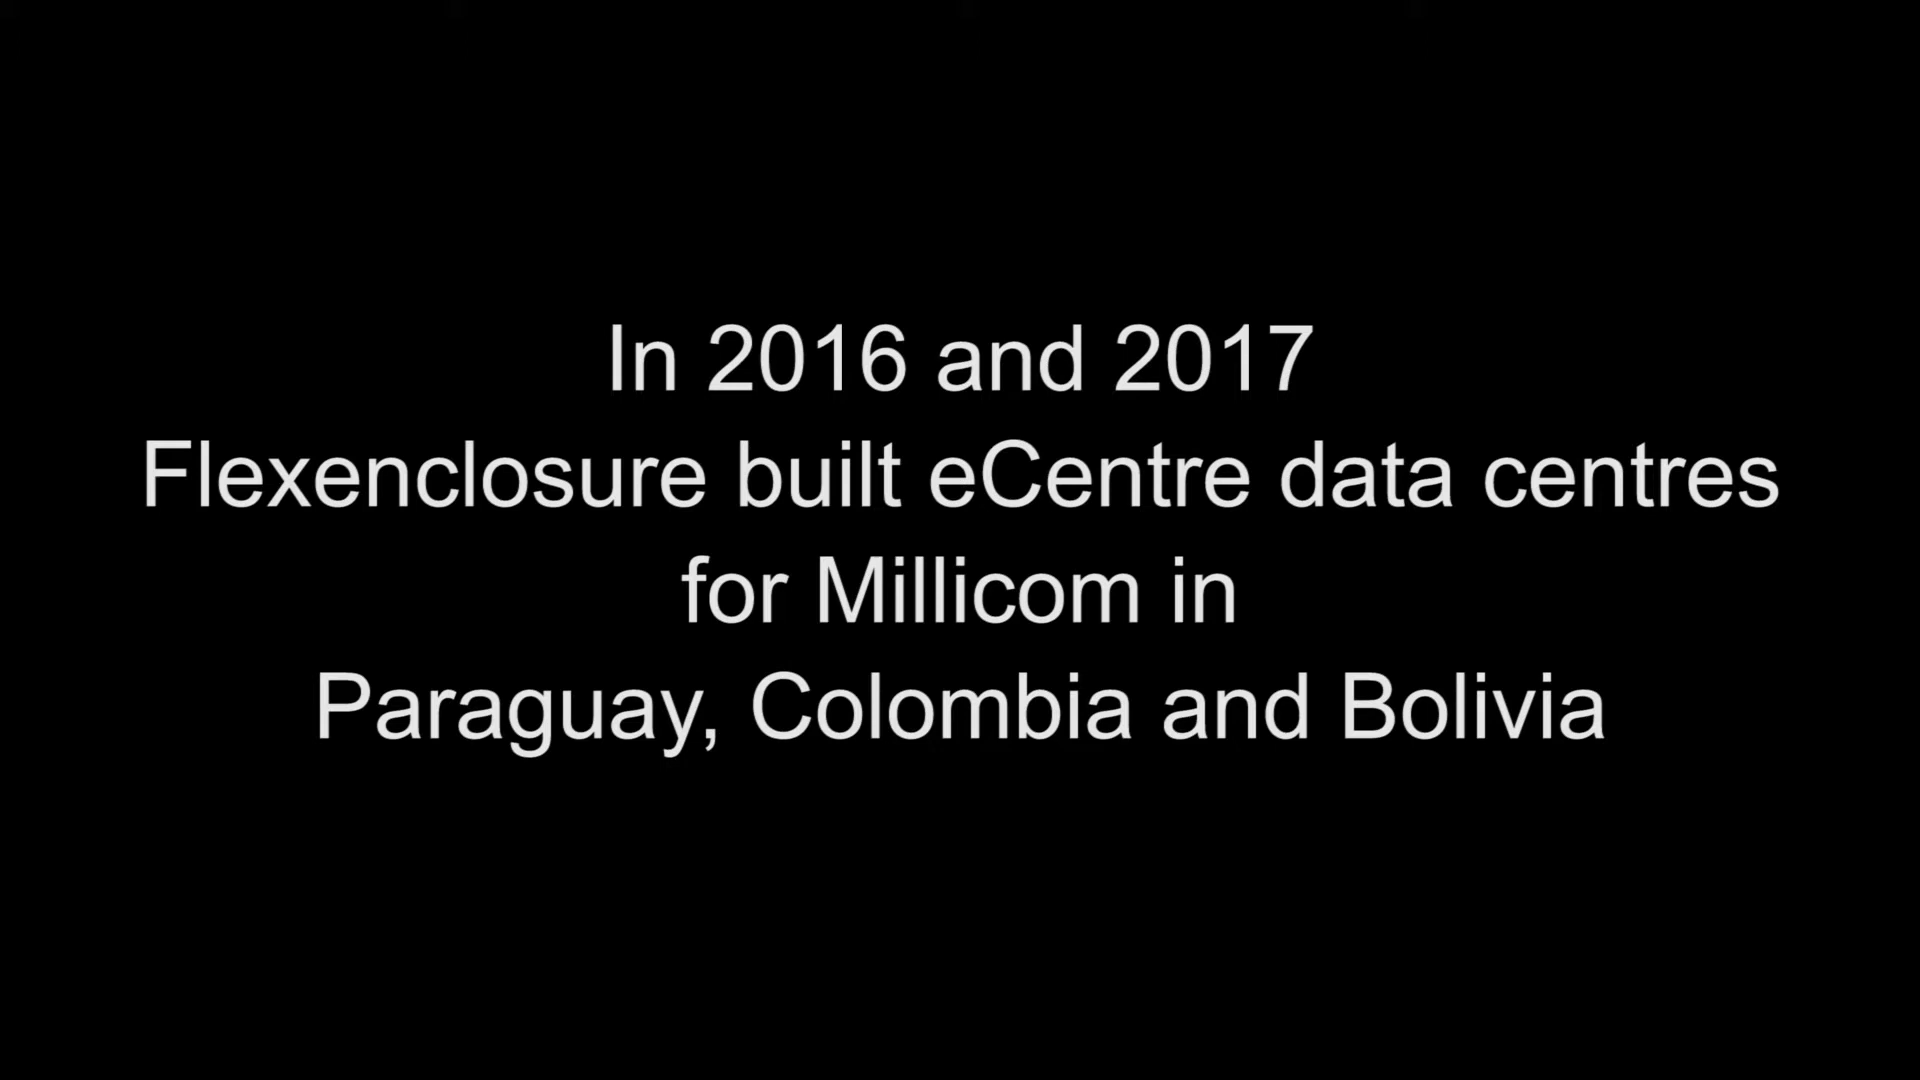 In 2016 and 2017
Flexenclosure built eCentre data centres
for Millicom in
Paraguay, Colombia and Bolivia